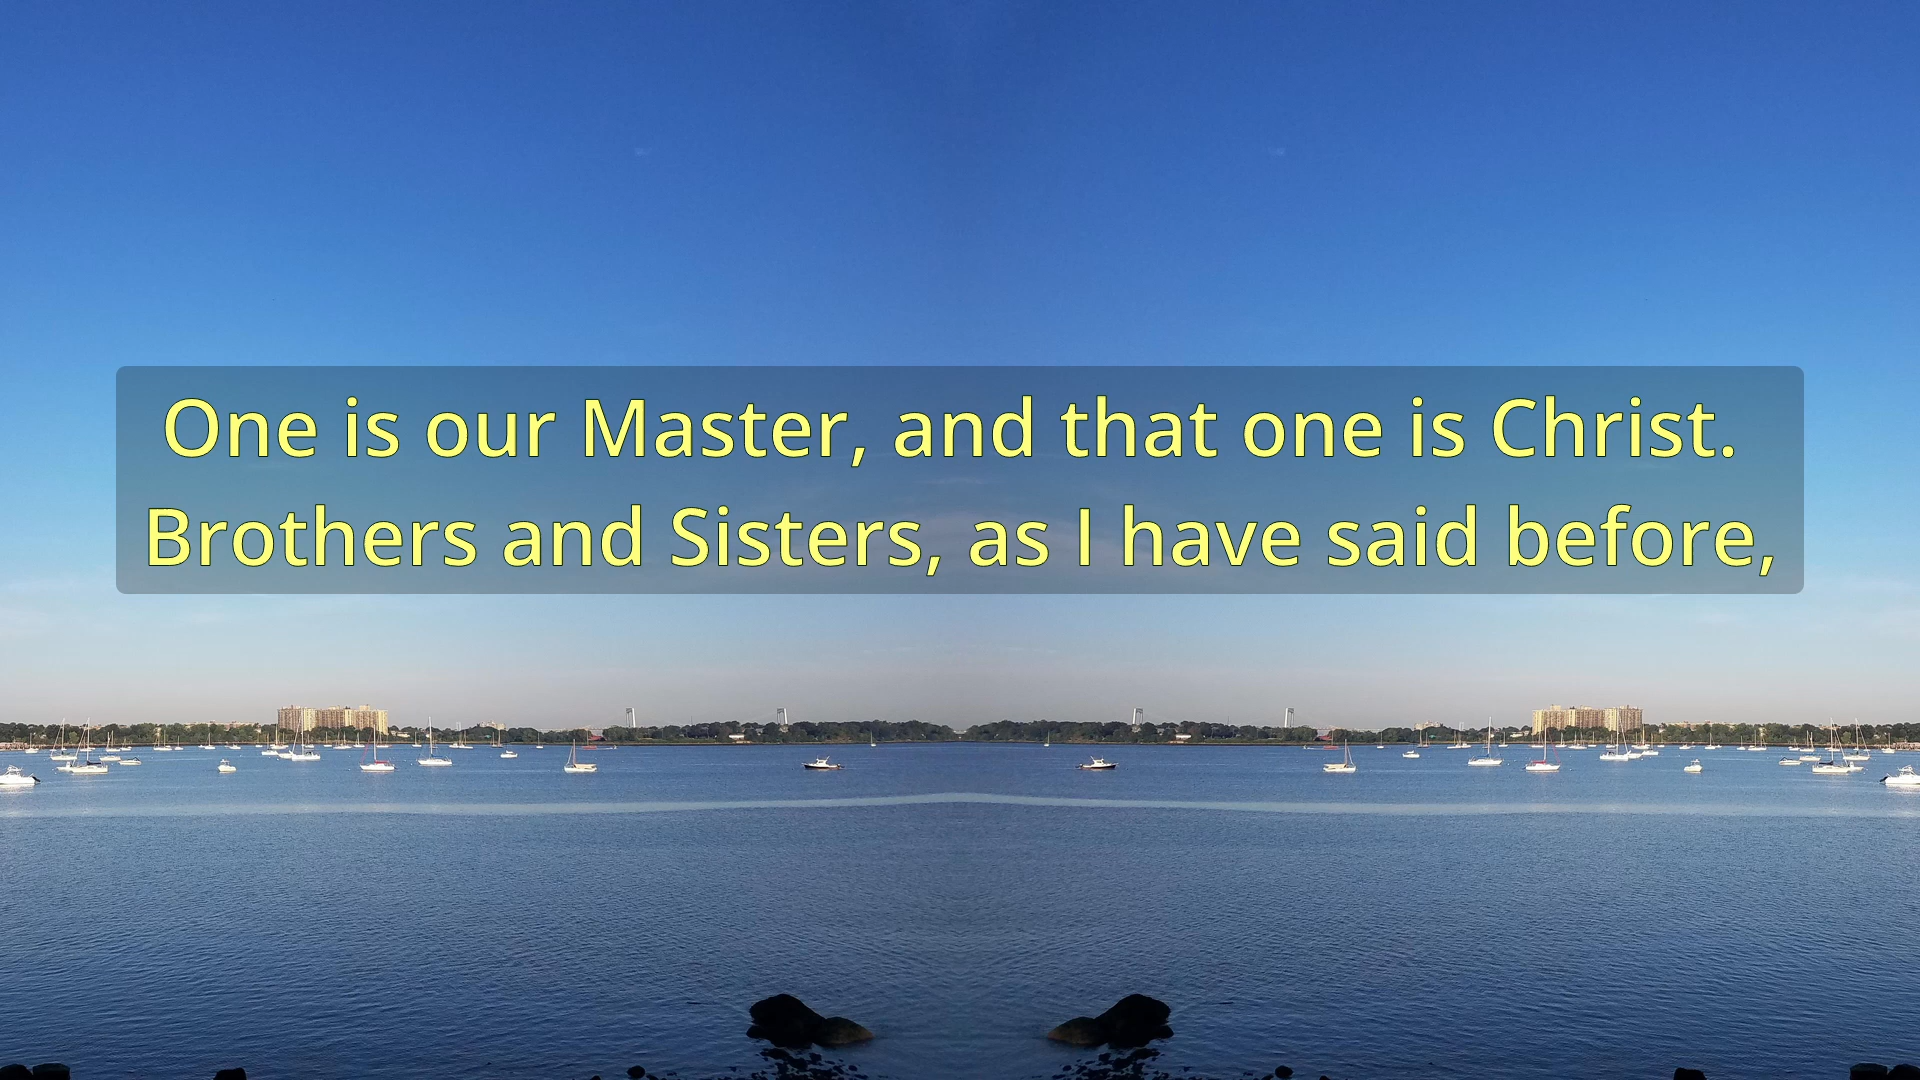 One is our Master, and that one is Christ.
Brothers and Sisters, as I have said before,